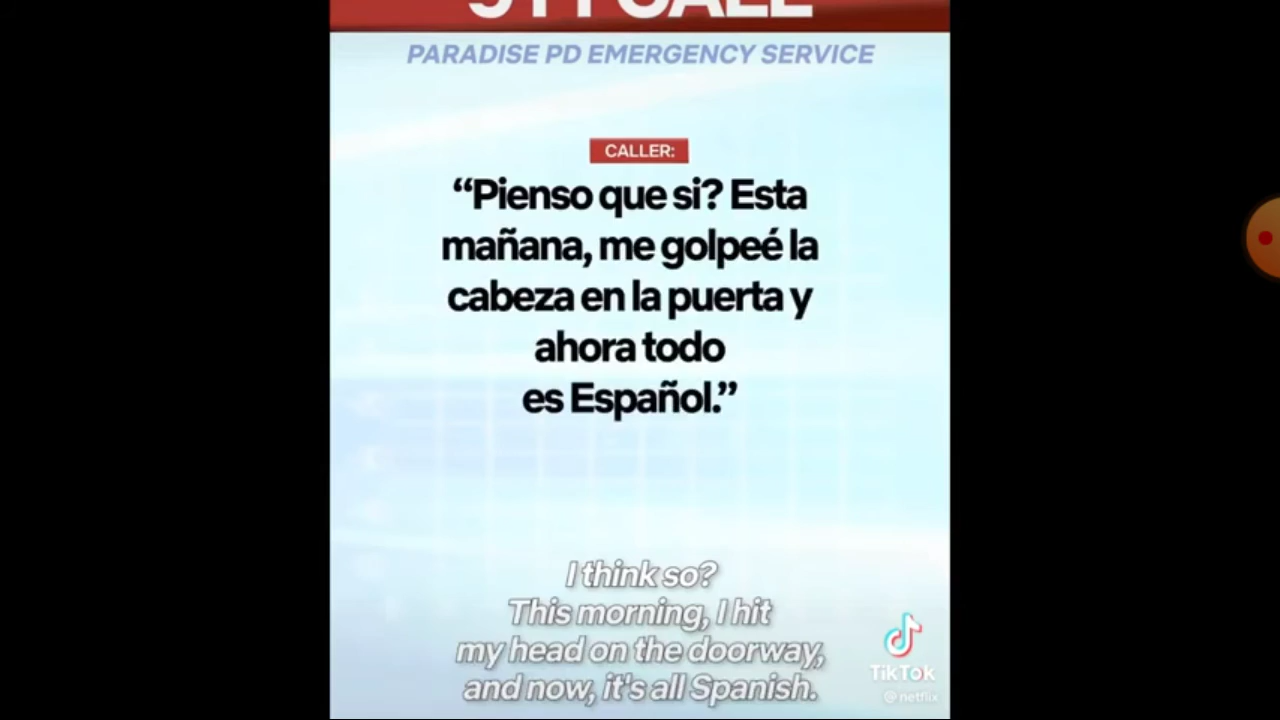 911 CALL
PARADISE PD EMERGENCY SERVICE
CALLER:
“Pienso que si? Esta
mañana, me golpeé la
cabeza en la puerta y
ahora todo
es Español.”
I think so?
This morning, I hit
my head on the doorway,
and now, it's all Spanish.
TikTok
@netflix